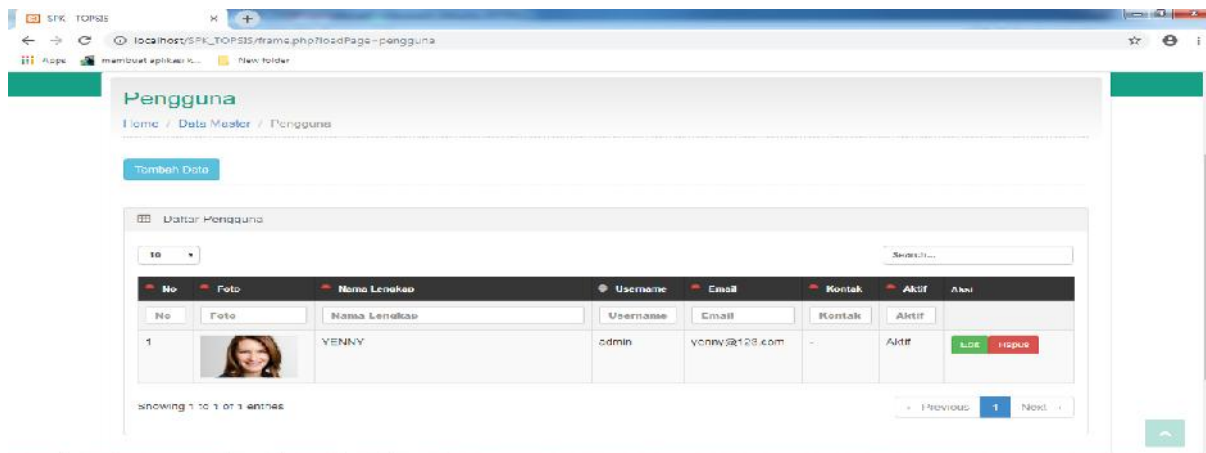 SPK TOPSIS
localhost/SPK_TOPSIS/frame.php?loadPage=pengguna
Apps membuat aplikasi k... New folder
Pengguna
Home / Data Master / Pengguna
Tambah Data
Daftar Pengguna
10 Search...
No Foto Nama Lengkap Username Email Kontak Aktif Aksi
No Foto Nama Lengkap Username Email Kontak Aktif
1 YENNY admin yenny@123.com - Aktif Edit Hapus
Showing 1 to 1 of 1 entries
← Previous 1 Next →